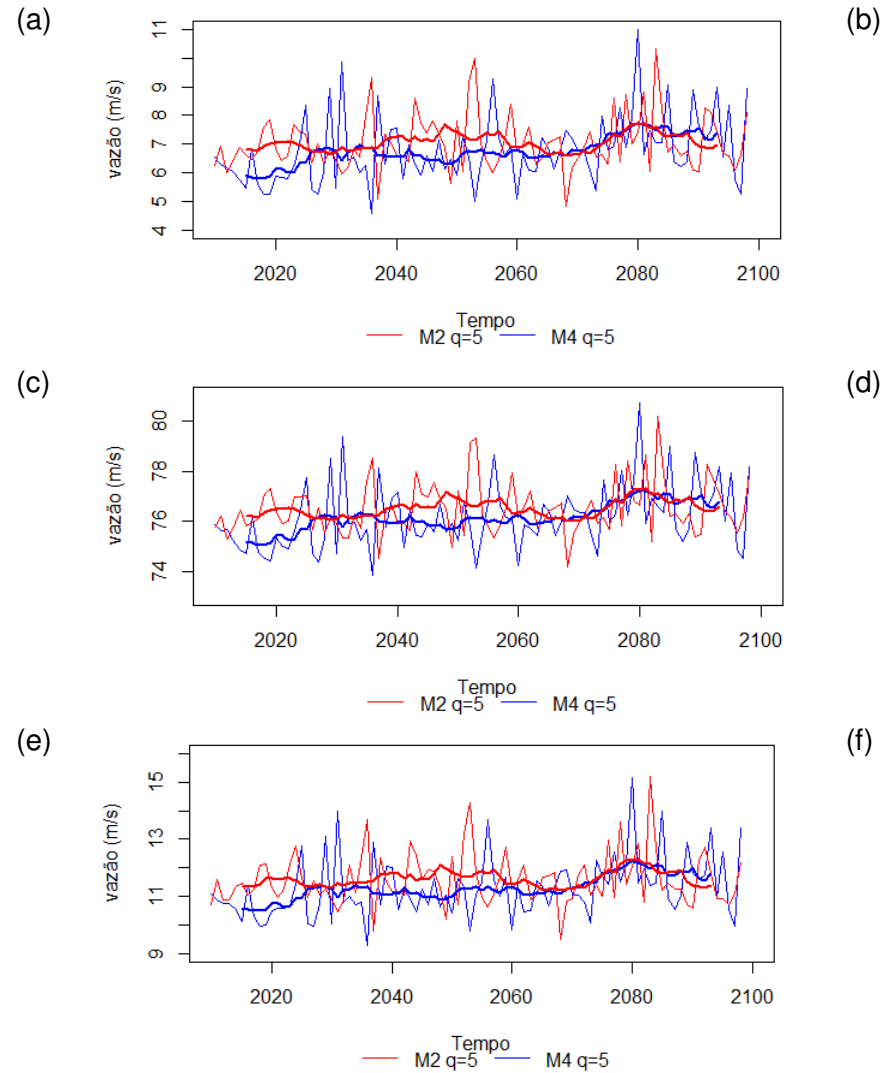 (a)
(b)
vazão (m/s)
11
9
8
7
6
5
4
2020 2040 2060 2080 2100
Tempo
M2 q=5 M4 q=5
(c)
(d)
vazão (m/s)
80
78
76
74
2020 2040 2060 2080 2100
Tempo
M2 q=5 M4 q=5
(e)
(f)
vazão (m/s)
15
13
11
9
2020 2040 2060 2080 2100
Tempo
M2 q=5 M4 q=5